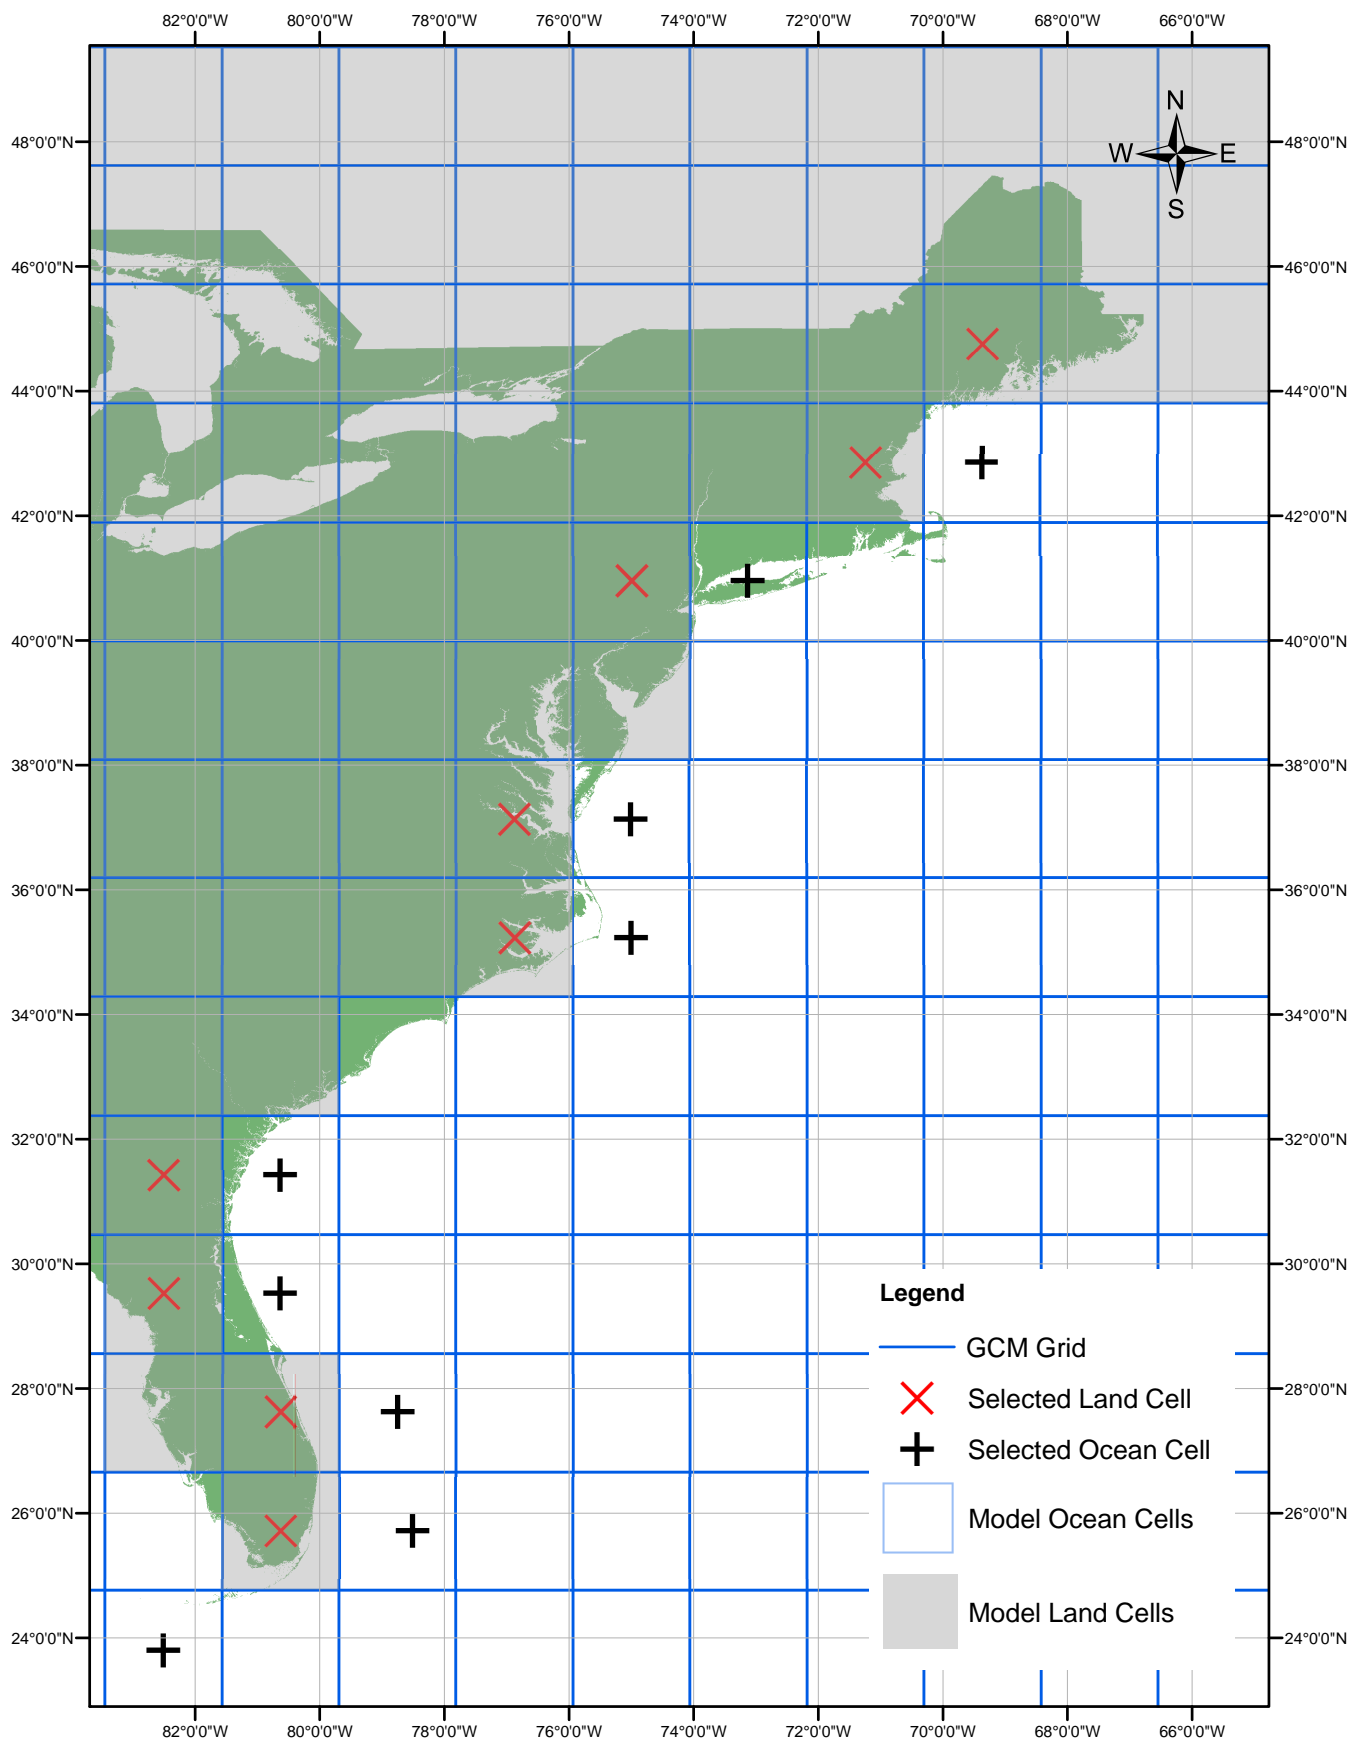 82°0'0"W 80°0'0"W 78°0'0"W 76°0'0"W 74°0'0"W 72°0'0"W 70°0'0"W 68°0'0"W 66°0'0"W
N
48°0'0"N W E 48°0'0"N
S
46°0'0"N 46°0'0"N
44°0'0"N 44°0'0"N
42°0'0"N 42°0'0"N
40°0'0"N 40°0'0"N
38°0'0"N 38°0'0"N
36°0'0"N 36°0'0"N
34°0'0"N 34°0'0"N
32°0'0"N 32°0'0"N
30°0'0"N 30°0'0"N
Legend
GCM Grid
28°0'0"N Selected Land Cell 28°0'0"N
Selected Ocean Cell
26°0'0"N Model Ocean Cells 26°0'0"N
Model Land Cells
24°0'0"N 24°0'0"N
82°0'0"W 80°0'0"W 78°0'0"W 76°0'0"W 74°0'0"W 72°0'0"W 70°0'0"W 68°0'0"W 66°0'0"W